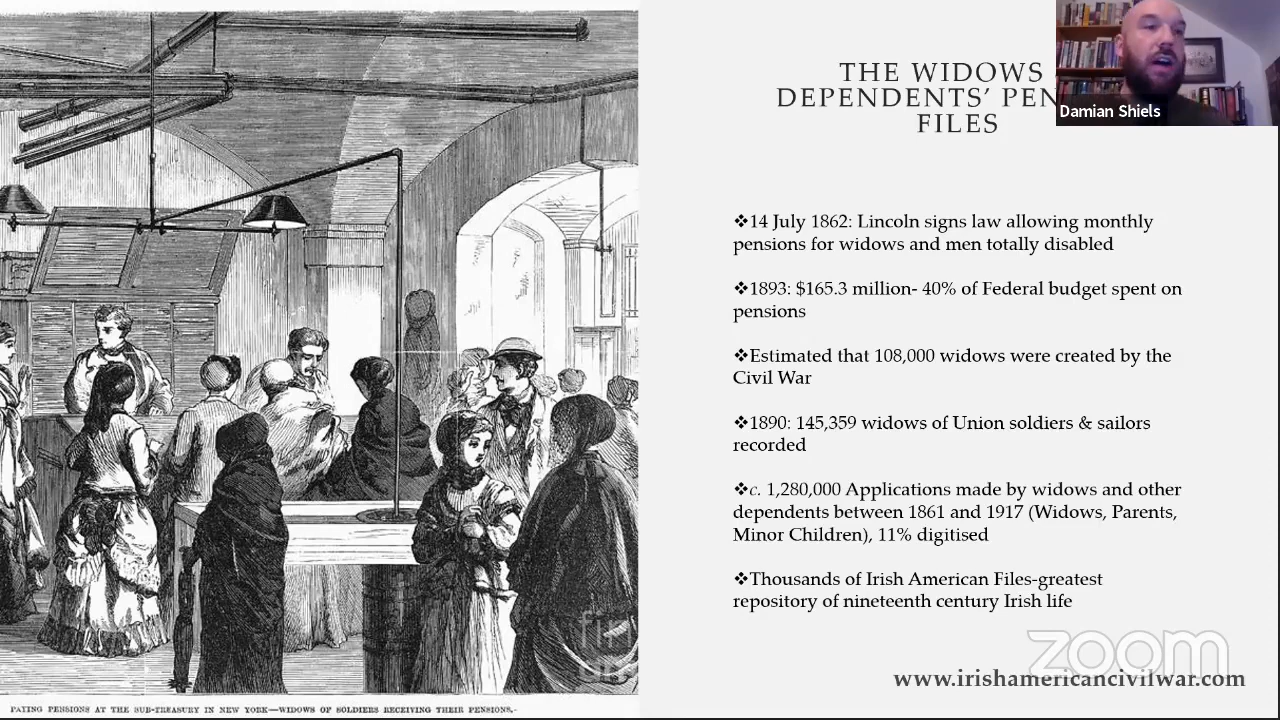 THE WIDOWS
DEPENDENTS’ PEN
FILES
Damian Shiels
❖14 July 1862: Lincoln signs law allowing monthly
pensions for widows and men totally disabled
❖1893: $165.3 million- 40% of Federal budget spent on
pensions
❖Estimated that 108,000 widows were created by the
Civil War
❖1890: 145,359 widows of Union soldiers & sailors
recorded
❖c. 1,280,000 Applications made by widows and other
dependents between 1861 and 1917 (Widows, Parents,
Minor Children), 11% digitised
❖Thousands of Irish American Files-greatest
repository of nineteenth century Irish life
zoom
www.irishamericancivilwar.com
PAYING PENSIONS AT THE SUB-TREASURY IN NEW YORK—WIDOWS OF SOLDIERS RECEIVING THEIR PENSIONS,-